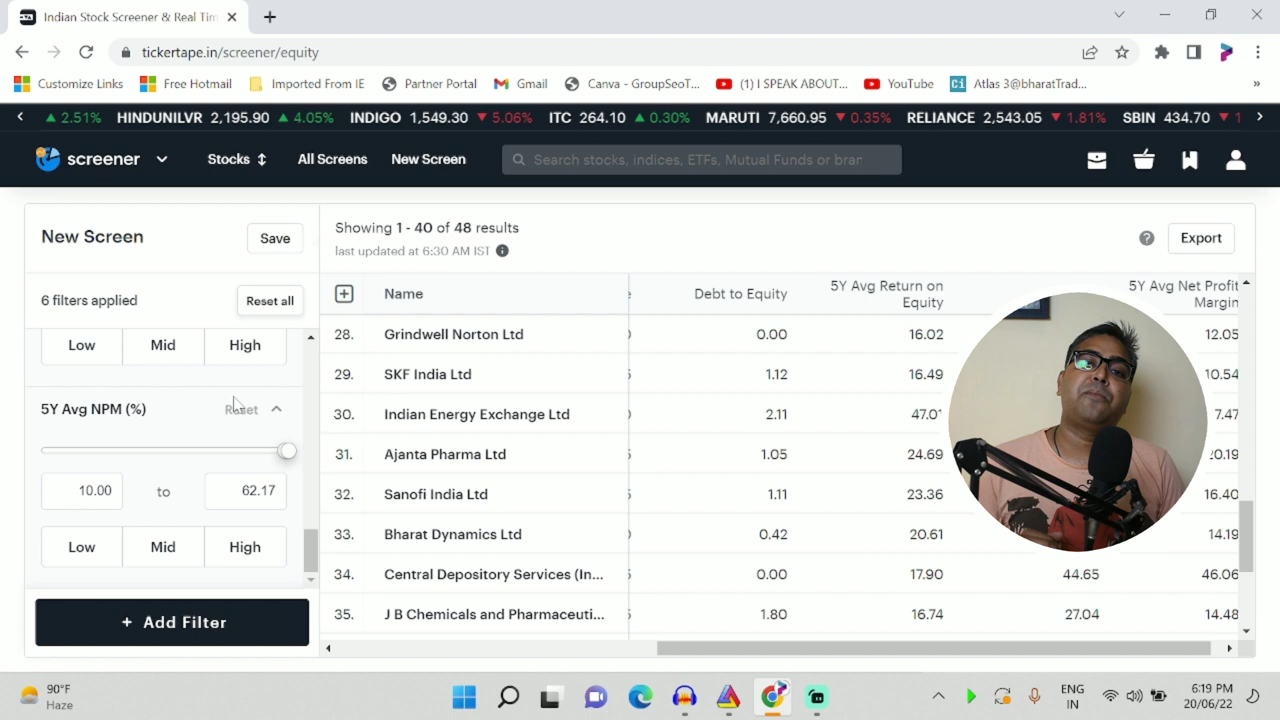 Indian Stock Screener & Real Tim
tickertape.in/screener/equity
Customize Links Free Hotmail Imported From IE Partner Portal Gmail Canva - GroupSeoT... (1) I SPEAK ABOUT... YouTube Atlas 3@bharatTrad... »
▲ 2.51% HINDUNILVR 2,195.90 ▲ 4.05% INDIGO 1,549.30 ▼ 5.06% ITC 264.10 ▲ 0.30% MARUTI 7,660.95 ▼ 0.35% RELIANCE 2,543.05 ▼ 1.81% SBIN 434.70 ▼ 1
screener Stocks All Screens New Screen Search stocks, indices, ETFs, Mutual Funds or bran
New Screen Save
6 filters applied Reset all
Low Mid High
5Y Avg NPM (%) Reset
10.00 to 62.17
Low Mid High
+ Add Filter
Showing 1 - 40 of 48 results
last updated at 6:30 AM IST
Export
Name Debt to Equity 5Y Avg Return on Equity 5Y Avg Net Profit Margin
28. Grindwell Norton Ltd 0.00 16.02 12.05
29. SKF India Ltd 1.12 16.49 10.54
30. Indian Energy Exchange Ltd 2.11 7.47
31. Ajanta Pharma Ltd 1.05 24.69
32. Sanofi India Ltd 1.11 23.36 16.40
33. Bharat Dynamics Ltd 0.42 20.61 14.19
34. Central Depository Services (In... 0.00 17.90 44.65 46.06
35. J B Chemicals and Pharmaceuti... 1.80 16.74 27.04 14.48
90°F
Haze
ENG
IN
6:19 PM
20/06/22